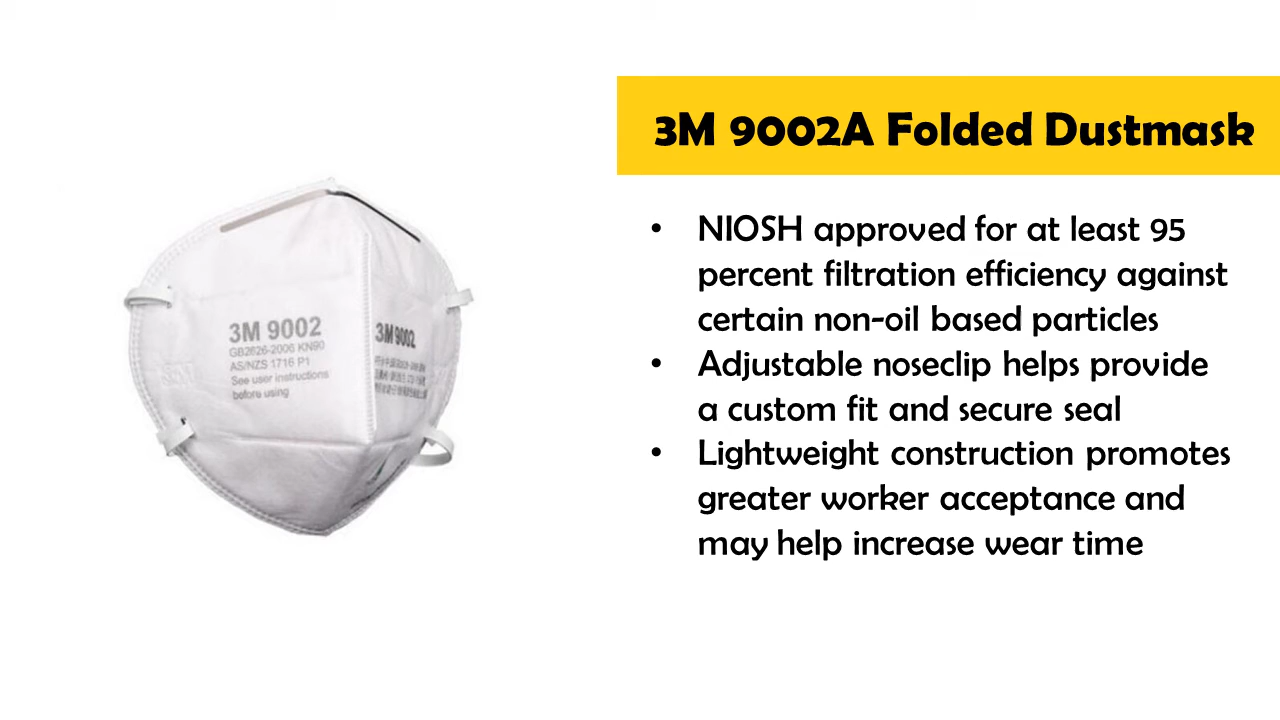 3M 9002A Folded Dustmask
• NIOSH approved for at least 95
percent filtration efficiency against
certain non-oil based particles
• Adjustable noseclip helps provide
a custom fit and secure seal
• Lightweight construction promotes
greater worker acceptance and
may help increase wear time
3M 9002
GB2626-2006 KN90
AS/NZS 1716 P1
See user instructions
before using
3M 9002